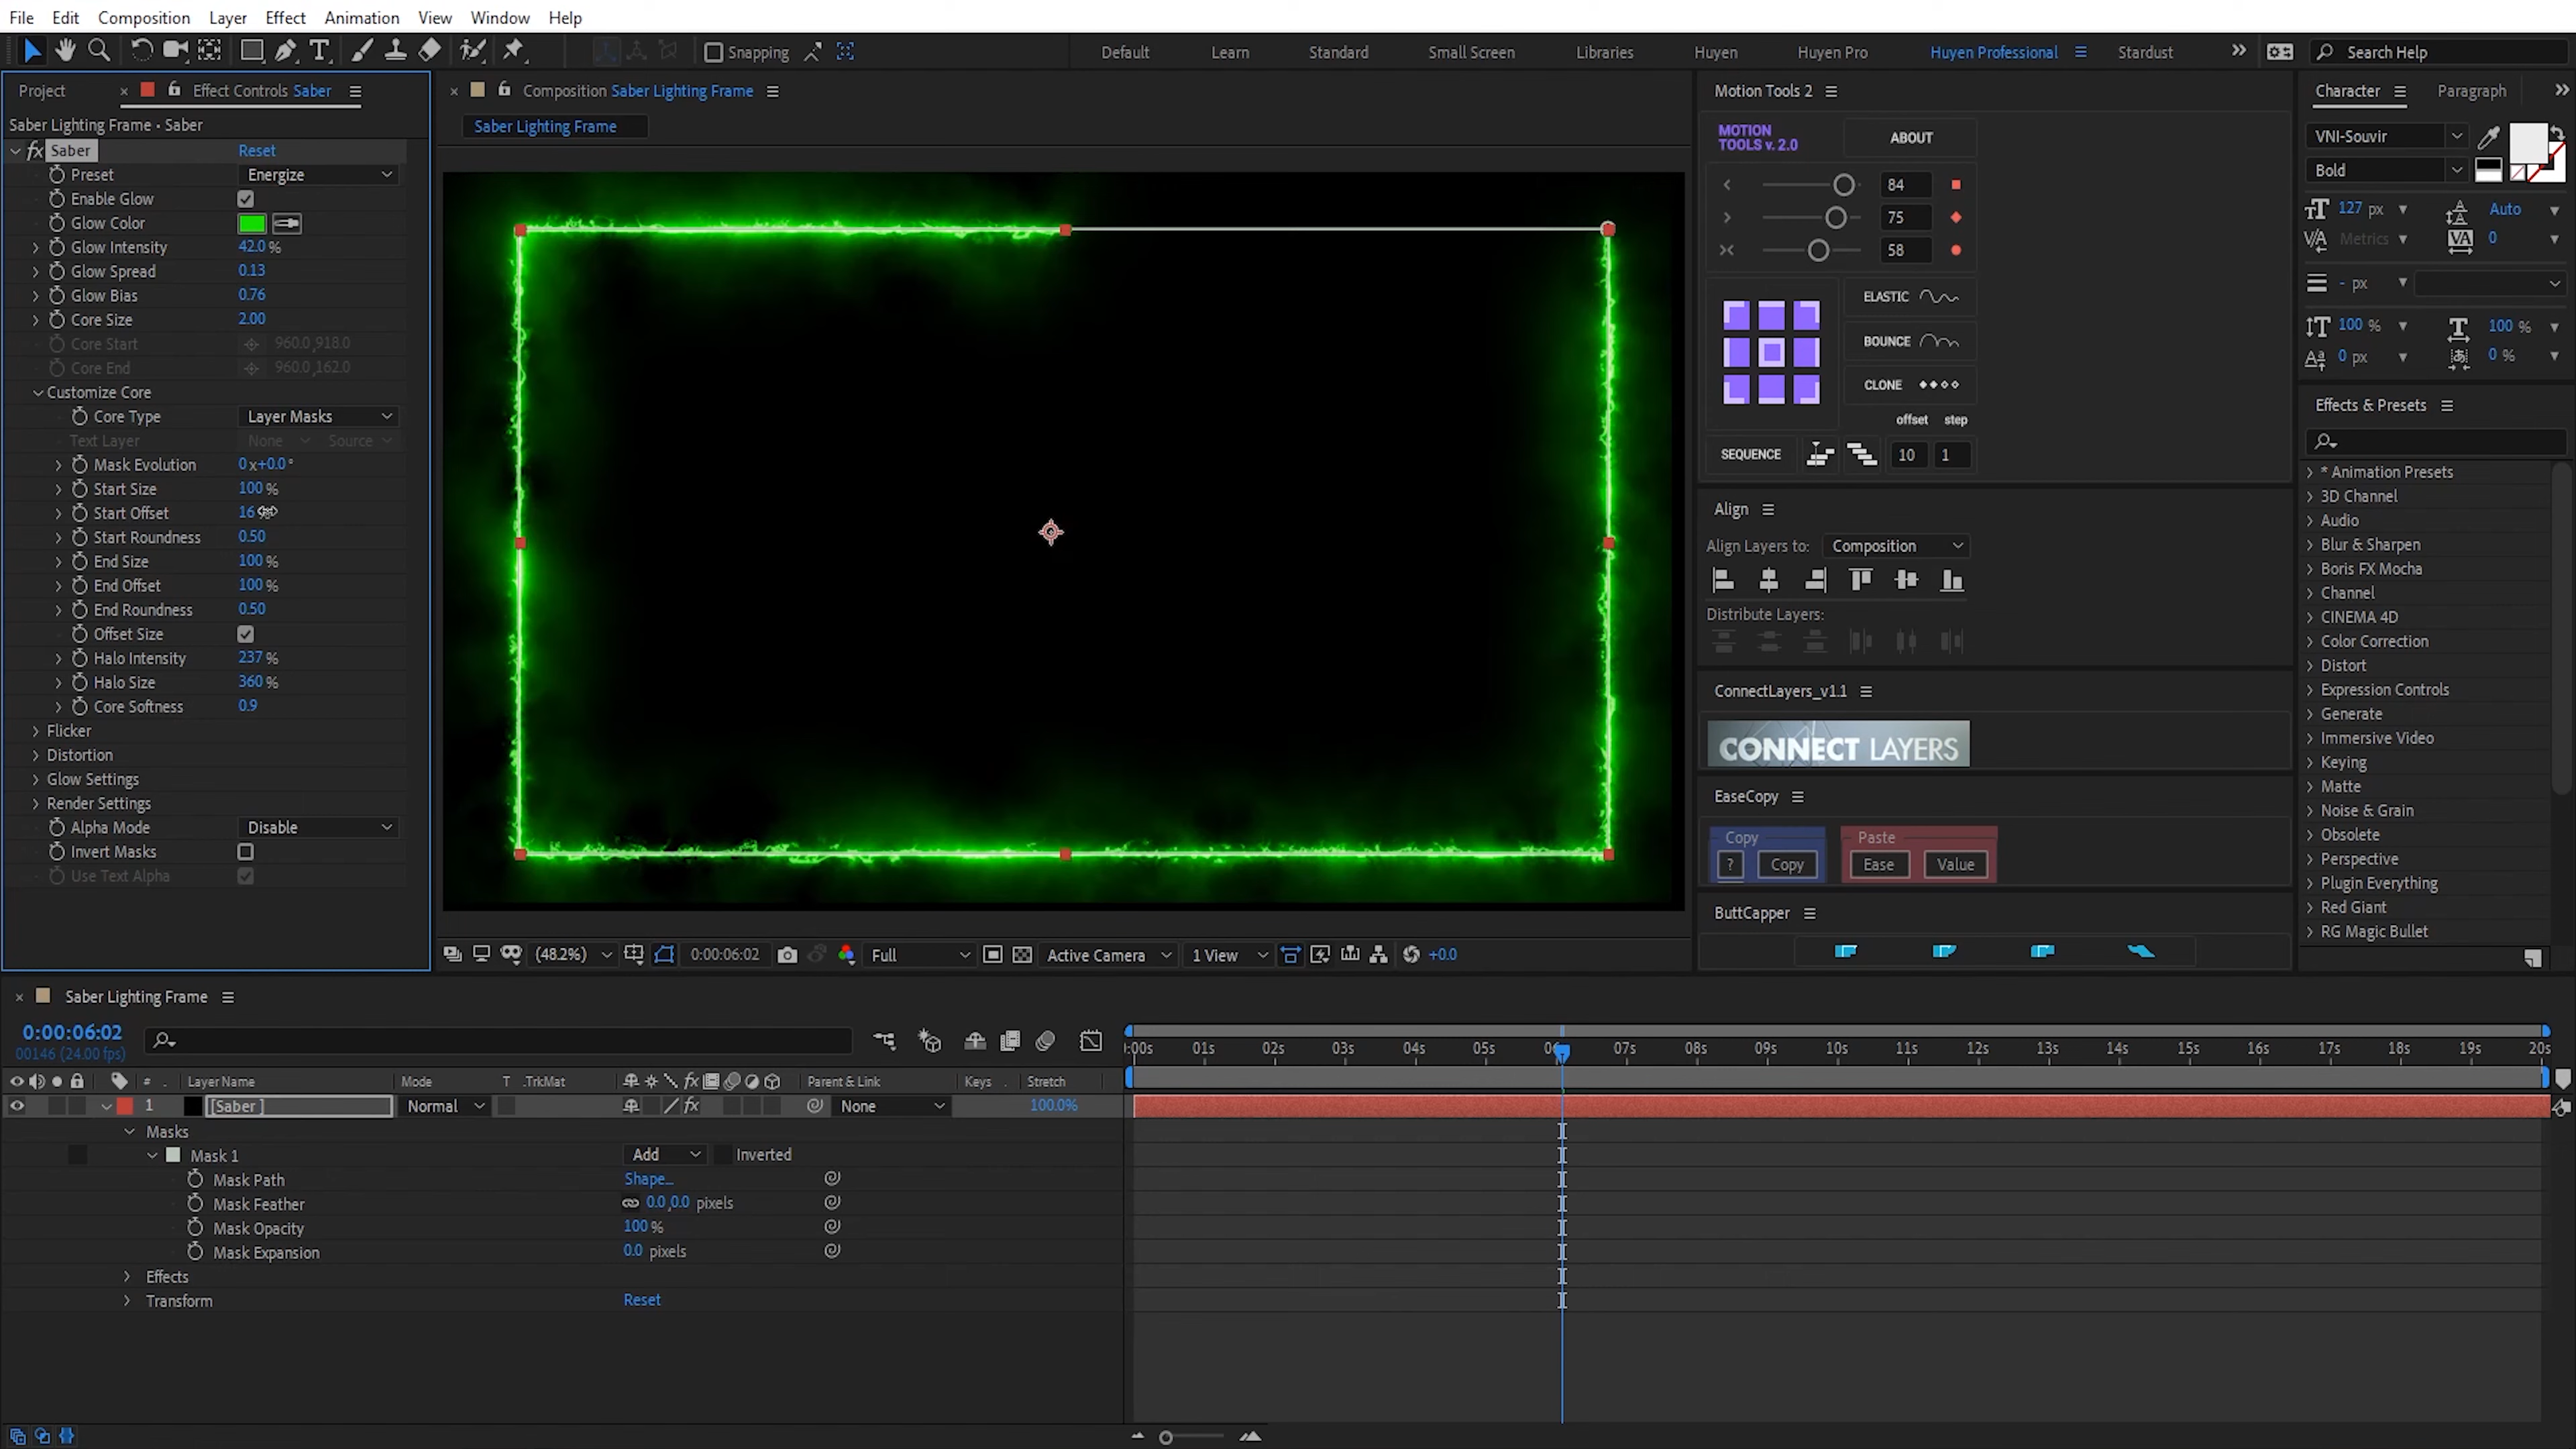 File Edit Composition Layer Effect Animation View Window Help
Snapping Default Learn Standard Small Screen Libraries Huyen Huyen Pro Huyen Professional Stardust Search Help
Project Effect Controls Saber
Saber Lighting Frame • Saber
fx Saber Reset
Preset Energize
Enable Glow
Glow Color
Glow Intensity 42.0 %
Glow Spread 0.13
Glow Bias 0.76
Core Size 2.00
Core Start 960.0,918.0
Core End 960.0,162.0
Customize Core
Core Type Layer Masks
Text Layer None Source
Mask Evolution 0 x+0.0 °
Start Size 100 %
Start Offset 16
Start Roundness 0.50
End Size 100 %
End Offset 100 %
End Roundness 0.50
Offset Size
Halo Intensity 237 %
Halo Size 360 %
Core Softness 0.9
Flicker
Distortion
Glow Settings
Render Settings
Alpha Mode Disable
Invert Masks
Use Text Alpha
Composition Saber Lighting Frame
Saber Lighting Frame
(48.2%) 0:00:06:02 Full Active Camera 1 View +0.0
Motion Tools 2
MOTION TOOLS v. 2.0 ABOUT
84
75
58
ELASTIC
BOUNCE
CLONE
offset step
SEQUENCE 10 1
Align
Align Layers to: Composition
Distribute Layers:
ConnectLayers_v1.1
CONNECT LAYERS
EaseCopy
Copy Paste
? Copy Ease Value
ButtCapper
Character Paragraph
VNI-Souvir
Bold
127 px Auto
Metrics 0
- px
100 % 100 %
0 px 0 %
Effects & Presets
* Animation Presets
3D Channel
Audio
Blur & Sharpen
Boris FX Mocha
Channel
CINEMA 4D
Color Correction
Distort
Expression Controls
Generate
Immersive Video
Keying
Matte
Noise & Grain
Obsolete
Perspective
Plugin Everything
Red Giant
RG Magic Bullet
Saber Lighting Frame
0:00:06:02
00146 (24.00 fps)
:00s 01s 02s 03s 04s 05s 07s 08s 09s 10s 11s 12s 13s 14s 15s 16s 17s 18s 19s 20s
# Layer Name Mode T .TrkMat fx Parent & Link Keys Stretch
1 [Saber ] Normal fx None 100.0%
Masks
Mask 1 Add Inverted
Mask Path Shape...
Mask Feather 0.0,0.0 pixels
Mask Opacity 100 %
Mask Expansion 0.0 pixels
Effects
Transform Reset